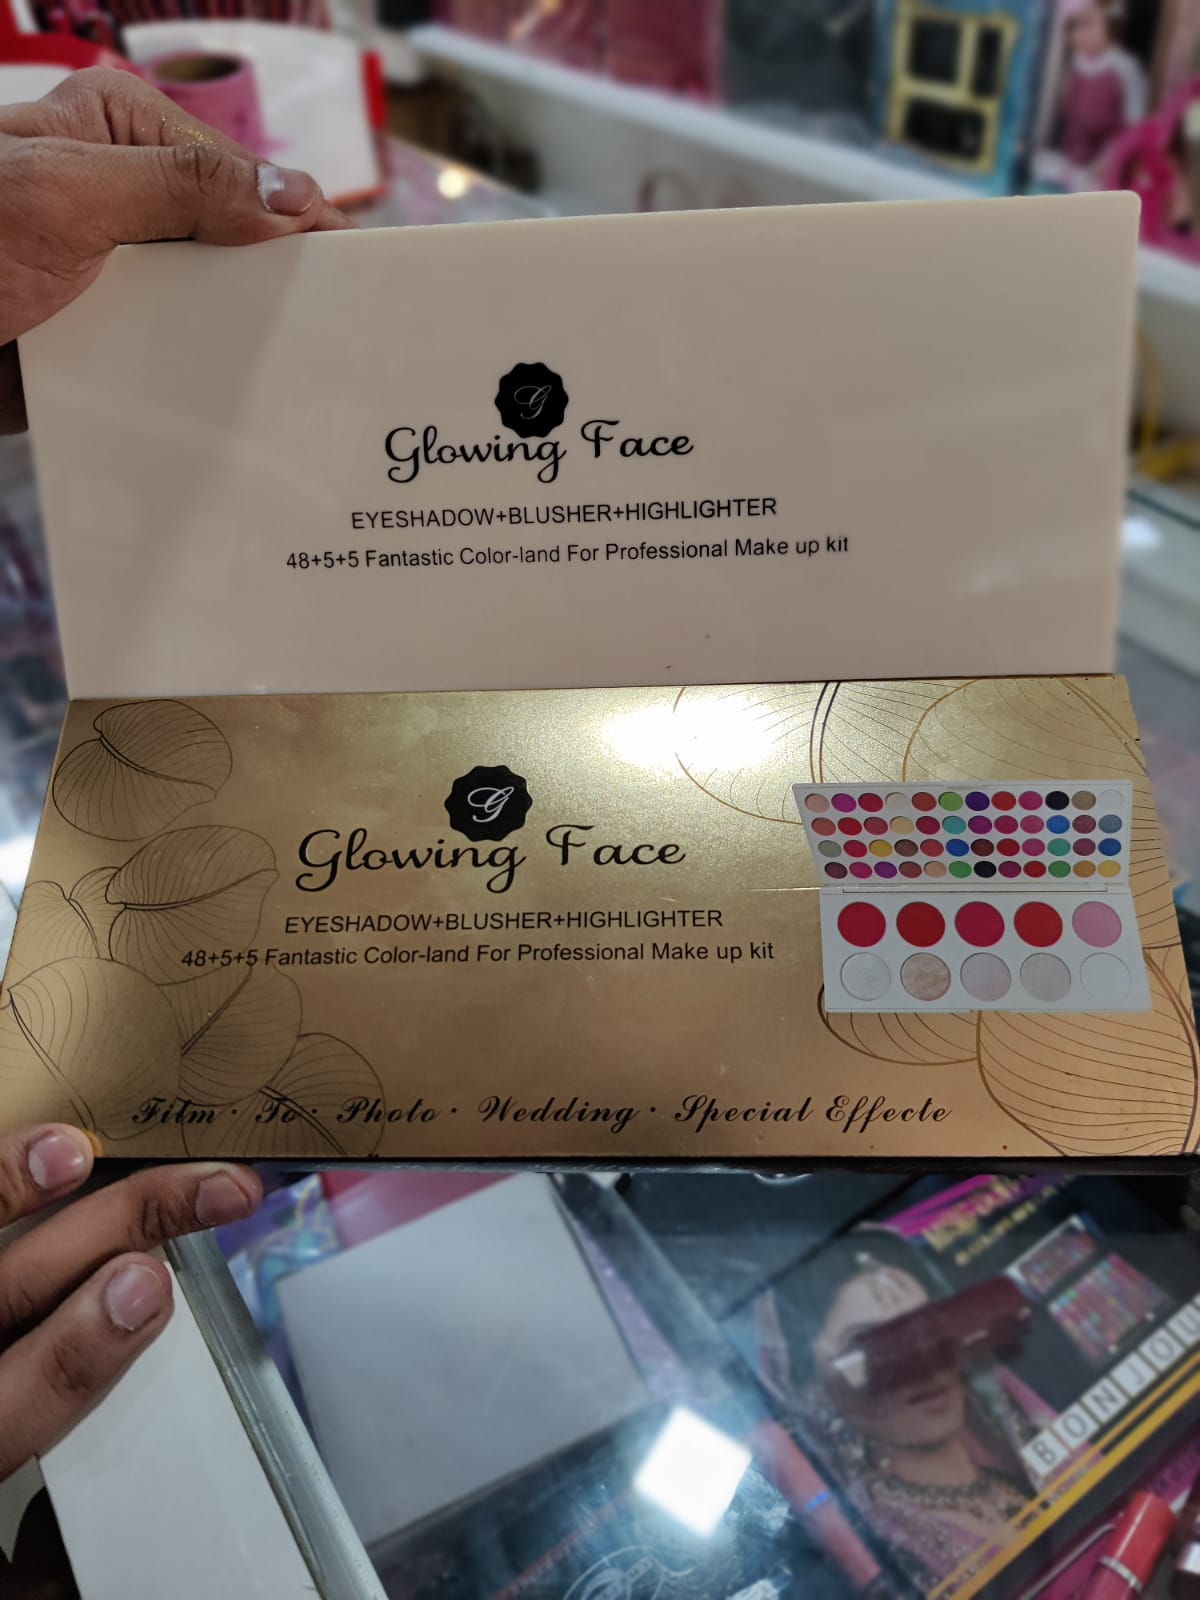 G
Glowing Face
EYESHADOW+BLUSHER+HIGHLIGHTER
48+5+5 Fantastic Color-land For Professional Make up kit
G
Glowing Face
EYESHADOW+BLUSHER+HIGHLIGHTER
48+5+5 Fantastic Color-land For Professional Make up kit
Film · To · Photo · Wedding · Special Effecte
BONJOU